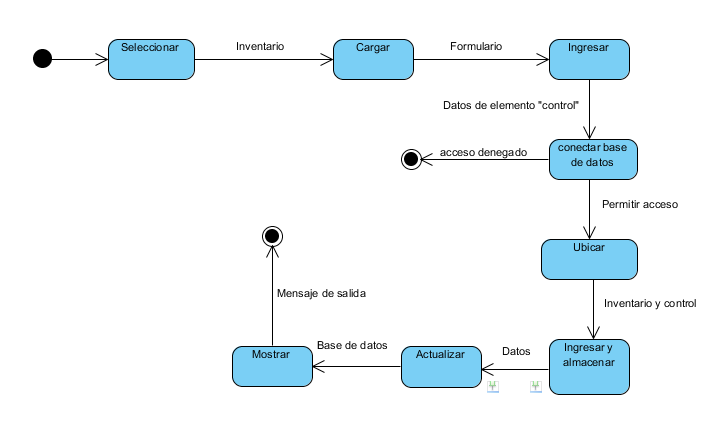 Seleccionar
Inventario
Cargar
Formulario
Ingresar
Datos de elemento "control"
conectar base
de datos
acceso denegado
Permitir acceso
Ubicar
Inventario y control
Ingresar y
almacenar
Datos
Actualizar
Base de datos
Mostrar
Mensaje de salida